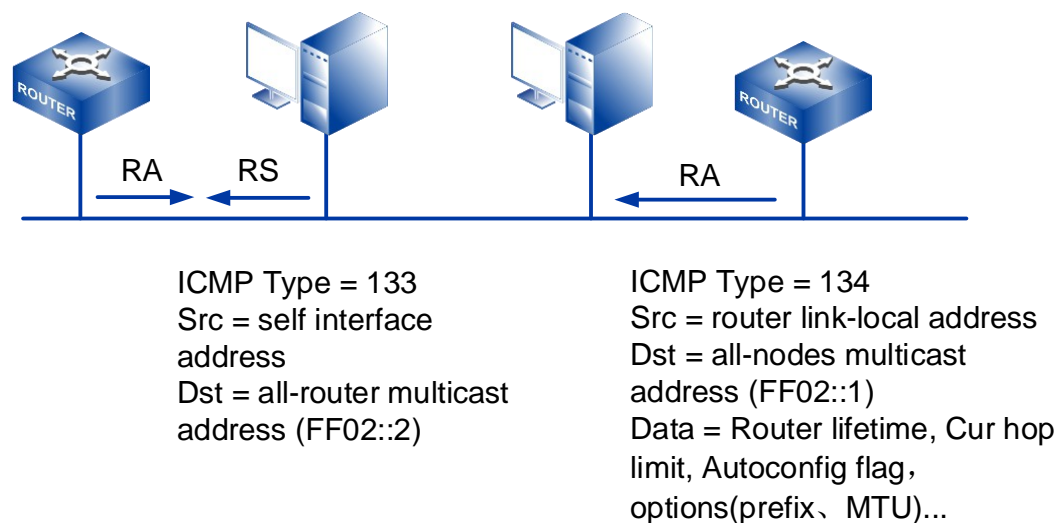 ROUTER
ROUTER
RA
RS
RA
ICMP Type = 133
Src = self interface
address
Dst = all-router multicast
address (FF02::2)
ICMP Type = 134
Src = router link-local address
Dst = all-nodes multicast
address (FF02::1)
Data = Router lifetime, Cur hop
limit, Autoconfig flag，
options(prefix、MTU)...